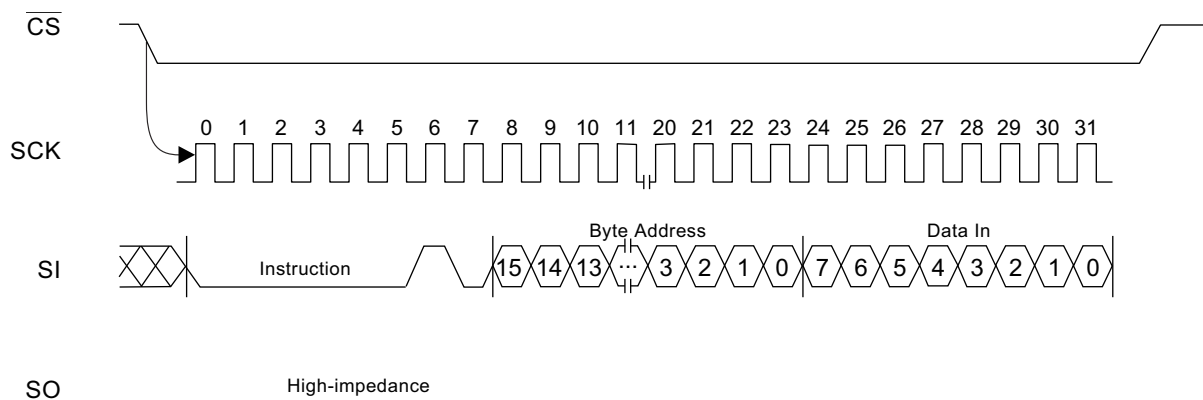 CS
0 1 2 3 4 5 6 7 8 9 10 11 20 21 22 23 24 25 26 27 28 29 30 31
SCK
Byte Address Data In
SI Instruction 15 14 13 ... 3 2 1 0 7 6 5 4 3 2 1 0
SO High-impedance